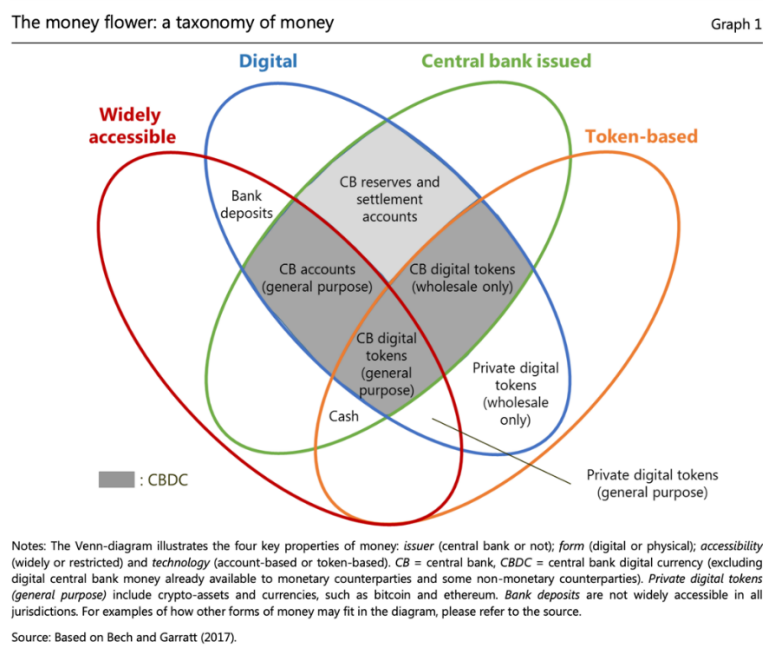 The money flower: a taxonomy of money
Graph 1
Digital
Central bank issued
Widely
accessible
Token-based
Bank
deposits
CB reserves and
settlement
accounts
CB accounts
(general purpose)
CB digital tokens
(wholesale only)
CB digital
tokens
(general
purpose)
Private digital
tokens
(wholesale
only)
Cash
: CBDC
Private digital tokens
(general purpose)
Notes: The Venn-diagram illustrates the four key properties of money: issuer (central bank or not); form (digital or physical); accessibility
(widely or restricted) and technology (account-based or token-based). CB = central bank, CBDC = central bank digital currency (excluding
digital central bank money already available to monetary counterparties and some non-monetary counterparties). Private digital tokens
(general purpose) include crypto-assets and currencies, such as bitcoin and ethereum. Bank deposits are not widely accessible in all
jurisdictions. For examples of how other forms of money may fit in the diagram, please refer to the source.
Source: Based on Bech and Garratt (2017).